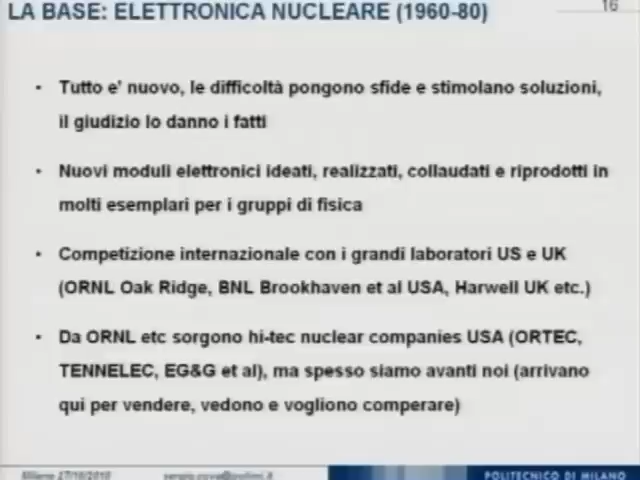 LA BASE: ELETTRONICA NUCLEARE (1960-80)
16
• Tutto e' nuovo, le difficoltà pongono sfide e stimolano soluzioni,
il giudizio lo danno i fatti
• Nuovi moduli elettronici ideati, realizzati, collaudati e riprodotti in
molti esemplari per i gruppi di fisica
• Competizione internazionale con i grandi laboratori US e UK
(ORNL Oak Ridge, BNL Brookhaven et al USA, Harwell UK etc.)
• Da ORNL etc sorgono hi-tec nuclear companies USA (ORTEC,
TENNELEC, EG&G et al), ma spesso siamo avanti noi (arrivano
qui per vendere, vedono e vogliono comperare)
Milano 27/10/2010
POLITECNICO DI MILANO